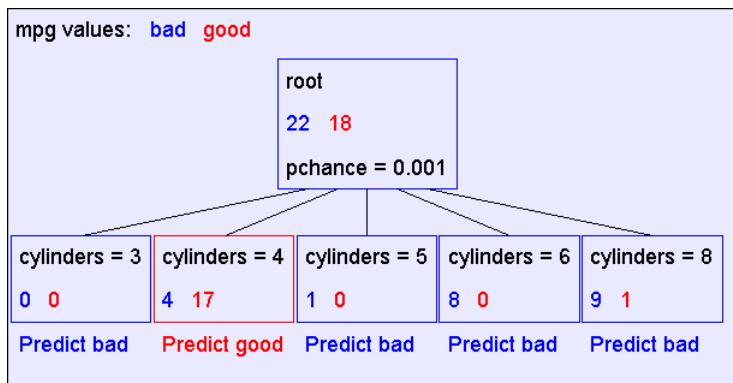 mpg values: bad good
root
22 18
pchance = 0.001
cylinders = 3 cylinders = 4 cylinders = 5 cylinders = 6 cylinders = 8
0 0 4 17 1 0 8 0 9 1
Predict bad Predict good Predict bad Predict bad Predict bad